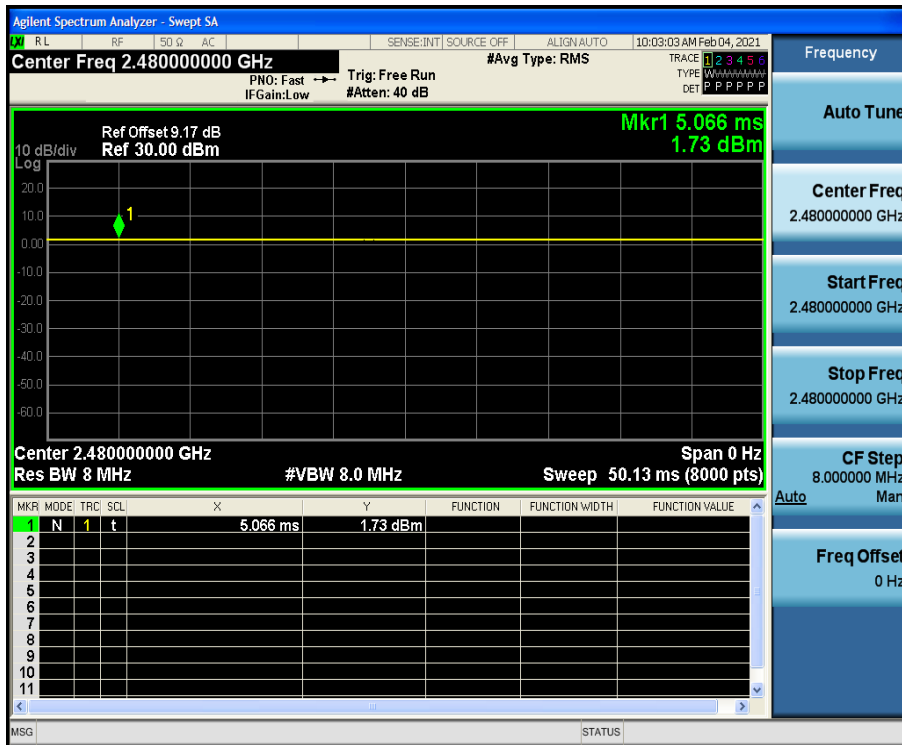 Agilent Spectrum Analyzer - Swept SA
LXI RL RF 50 Ω AC SENSE:INT SOURCE OFF ALIGN AUTO 10:03:03 AM Feb 04, 2021
Center Freq 2.480000000 GHz #Avg Type: RMS TRACE 1 2 3 4 5 6
PNO: Fast Trig: Free Run TYPE WWWWWW
IFGain:Low #Atten: 40 dB DET P P P P P P
Mkr1 5.066 ms
1.73 dBm
Ref Offset 9.17 dB
10 dB/div Ref 30.00 dBm
Log
20.0
10.0
0.00
-10.0
-20.0
-30.0
-40.0
-50.0
-60.0
1
Center 2.480000000 GHz Span 0 Hz
Res BW 8 MHz #VBW 8.0 MHz Sweep 50.13 ms (8000 pts)
MKR MODE TRC SCL X Y FUNCTION FUNCTION WIDTH FUNCTION VALUE
1 N 1 t 5.066 ms 1.73 dBm
2
3
4
5
6
7
8
9
10
11
MSG STATUS
Frequency
Auto Tune
Center Freq
2.480000000 GHz
Start Freq
2.480000000 GHz
Stop Freq
2.480000000 GHz
CF Step
8.000000 MHz
Auto Man
Freq Offset
0 Hz